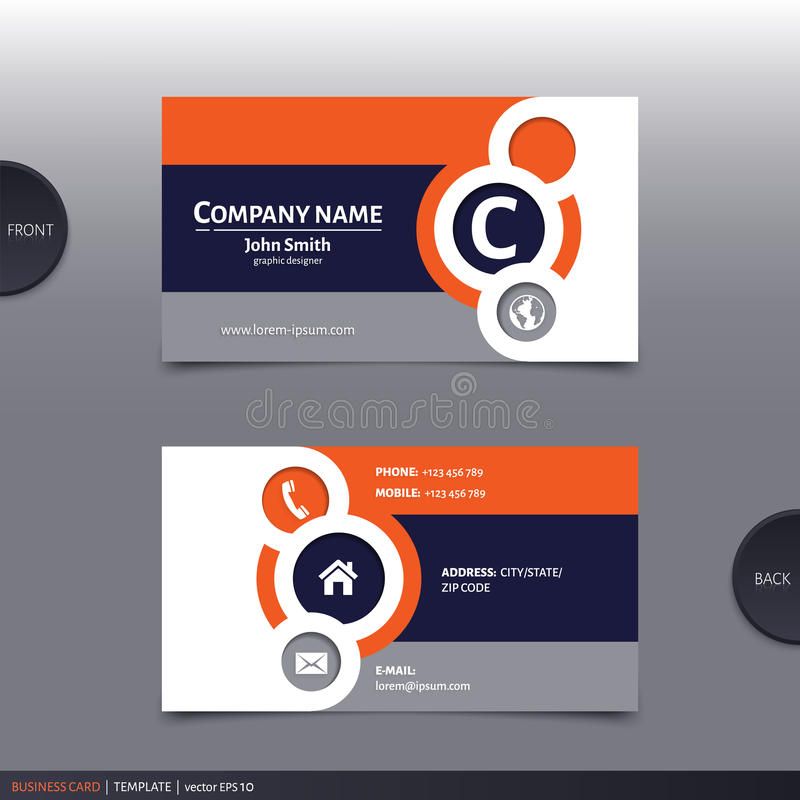 COMPANY NAME
John Smith
graphic designer
C
www.lorem-ipsum.com
FRONT
dreamstime
PHONE: +123 456 789
MOBILE: +123 456 789
ADDRESS: CITY/STATE/
ZIP CODE
E-MAIL:
lorem@ipsum.com
BACK
BUSINESS CARD | TEMPLATE | vector EPS 10